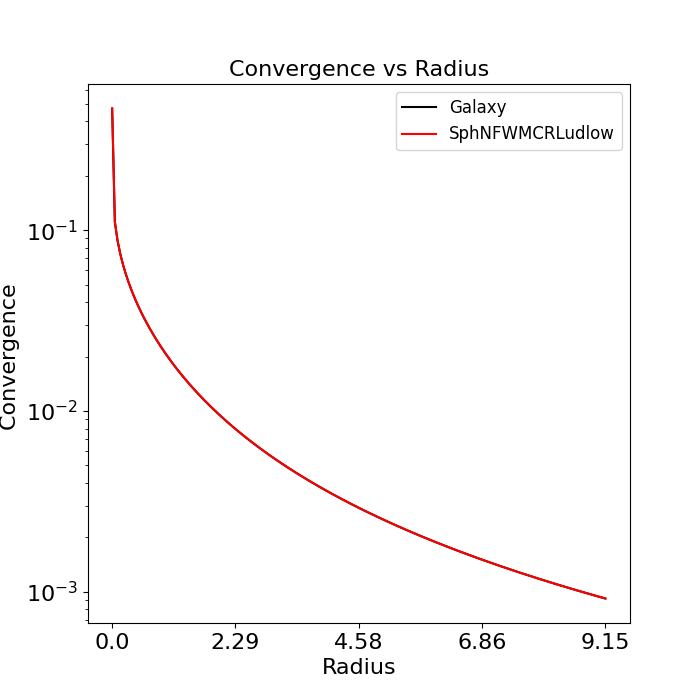 Convergence vs Radius
Galaxy
SphNFWMCRLudlow
Convergence
10⁻¹
10⁻²
10⁻³
0.0 2.29 4.58 6.86 9.15
Radius